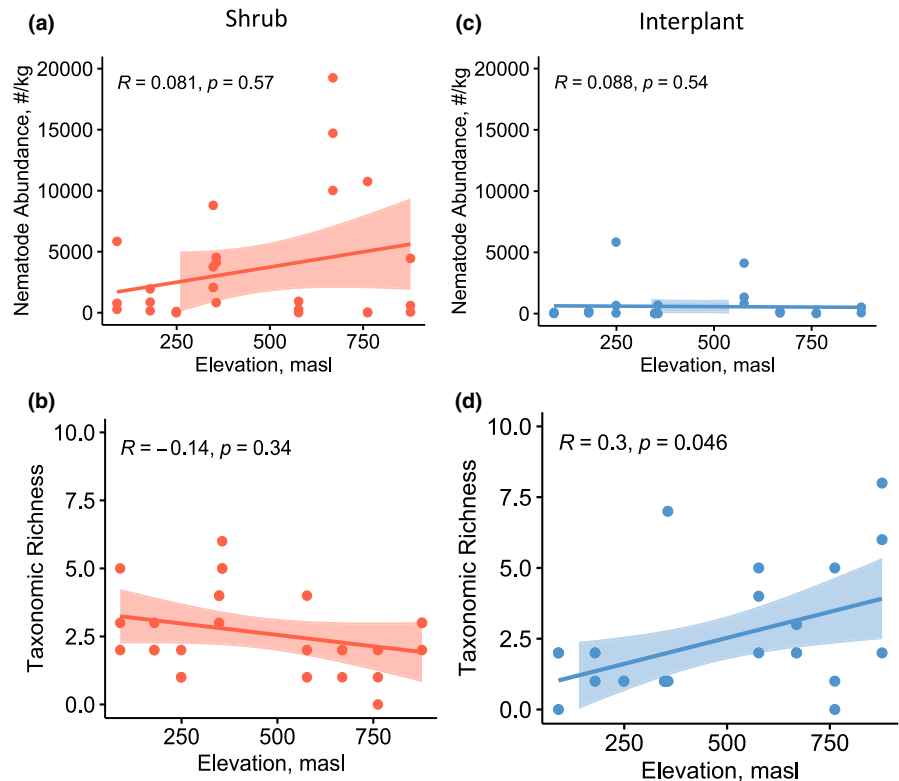 Shrub
(a)
R = 0.081, p = 0.57
Nematode Abundance, #/kg
20000
15000
10000
5000
0
250 500 750
Elevation, masl
Interplant
(c)
R = 0.088, p = 0.54
Nematode Abundance, #/kg
20000
15000
10000
5000
0
250 500 750
Elevation, masl
(b)
R = −0.14, p = 0.34
Taxonomic Richness
10.0
7.5
5.0
2.5
0.0
250 500 750
Elevation, masl
(d)
R = 0.3, p = 0.046
Taxonomic Richness
10.0
7.5
5.0
2.5
0.0
250 500 750
Elevation, masl